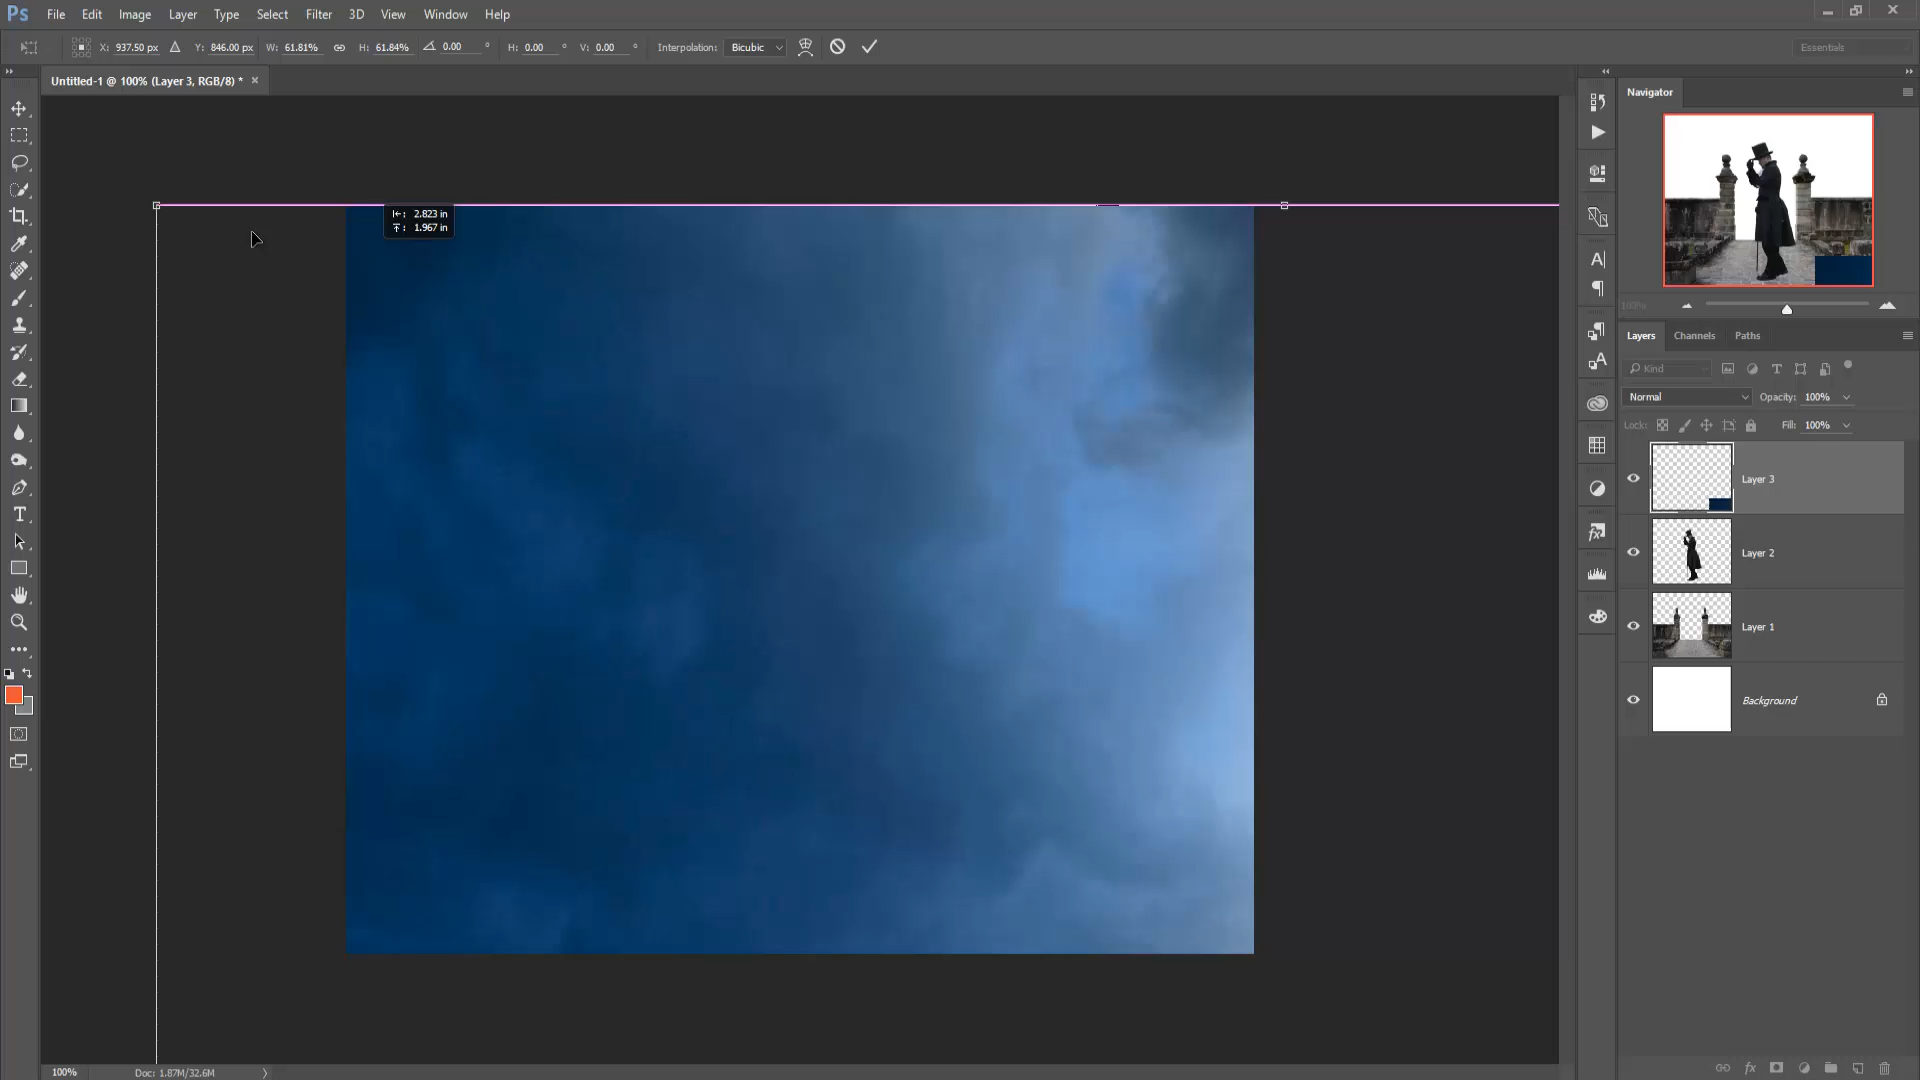 Ps File Edit Image Layer Type Select Filter 3D View Window Help
X: 937.50 px Y: 846.00 px W: 61.81% H: 61.84% 0.00 ° H: 0.00 ° V: 0.00 ° Interpolation: Bicubic Essentials
Untitled-1 @ 100% (Layer 3, RGB/8) * ×
Navigator
2.823 in
1.967 in
100%
Layers Channels Paths
Kind
Normal Opacity: 100%
Lock: Fill: 100%
Layer 3
Layer 2
Layer 1
Background
100% Doc: 1.87M/32.6M